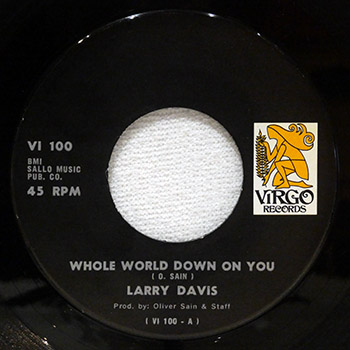 VI 100
BMI
SALLO MUSIC
PUB. CO.
45 RPM
VIRGO
RECORDS
WHOLE WORLD DOWN ON YOU
( O. SAIN )
LARRY DAVIS
Prod. by: Oliver Sain & Staff
( VI 100 - A )